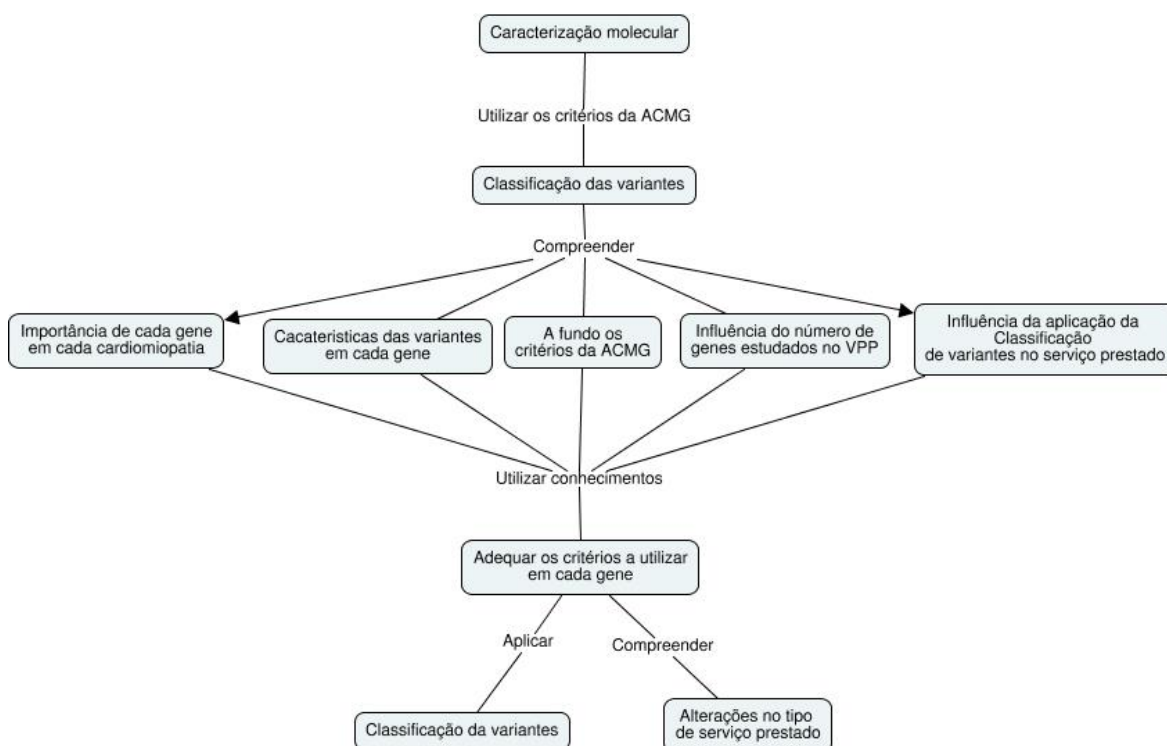 Caracterização molecular
Utilizar os critérios da ACMG
Classificação das variantes
Compreender
Importância de cada gene
em cada cardiomiopatia
Cacateristicas das variantes
em cada gene
A fundo os
critérios da ACMG
Influência do número de
genes estudados no VPP
Influência da aplicação da
Classificação
de variantes no serviço prestado
Utilizar conhecimentos
Adequar os critérios a utilizar
em cada gene
Aplicar
Compreender
Classificação da variantes
Alterações no tipo
de serviço prestado